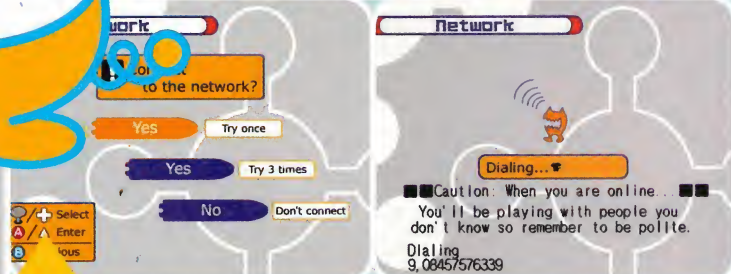 work
to the network?
Yes
Try once
Yes
Try 3 times
No
Don't connect
/ Select
A / Enter
B ious
Network
Dialing...
Caution: When you are online...
You'll be playing with people you
don't know so remember to be polite.
Dialing
9,08457576339